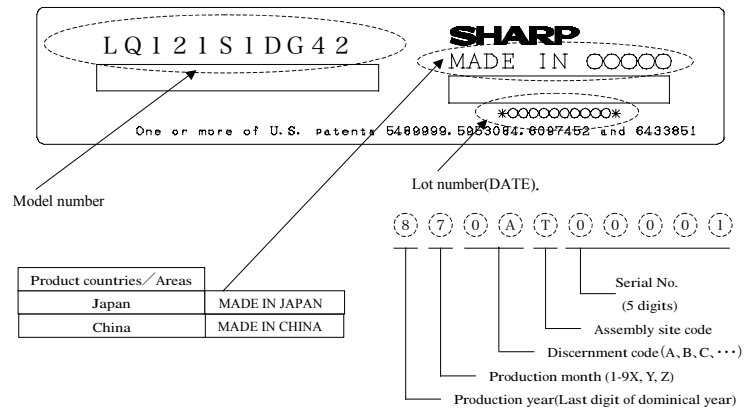 LQ121S1DG42
SHARP
MADE IN ○○○○○
*○○○○○○○○○○*
One or more of U.S. patents 5489999.5953084.6097452 and 6433851
Model number
Lot number(DATE).
8 7 0 A T 0 0 0 0 1
Product countries／Areas
Japan MADE IN JAPAN
China MADE IN CHINA
Serial No.
(5 digits)
Assembly site code
Discernment code(A、B、C、･･･)
Production month (1-9X, Y, Z)
Production year(Last digit of dominical year)